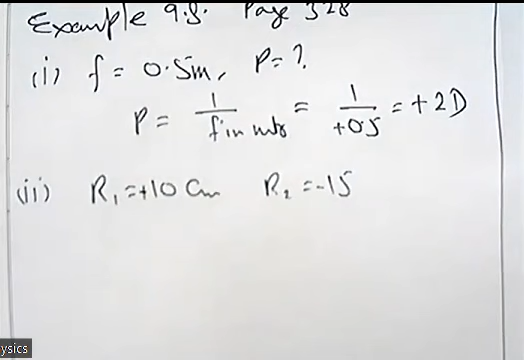 Example 9.8. Page 328
(i) f = 0.5m, P = ?
P = 1/f in mts = 1/+0.5 = +2D
(ii) R₁ = +10 Cm R₂ = -15
ysics